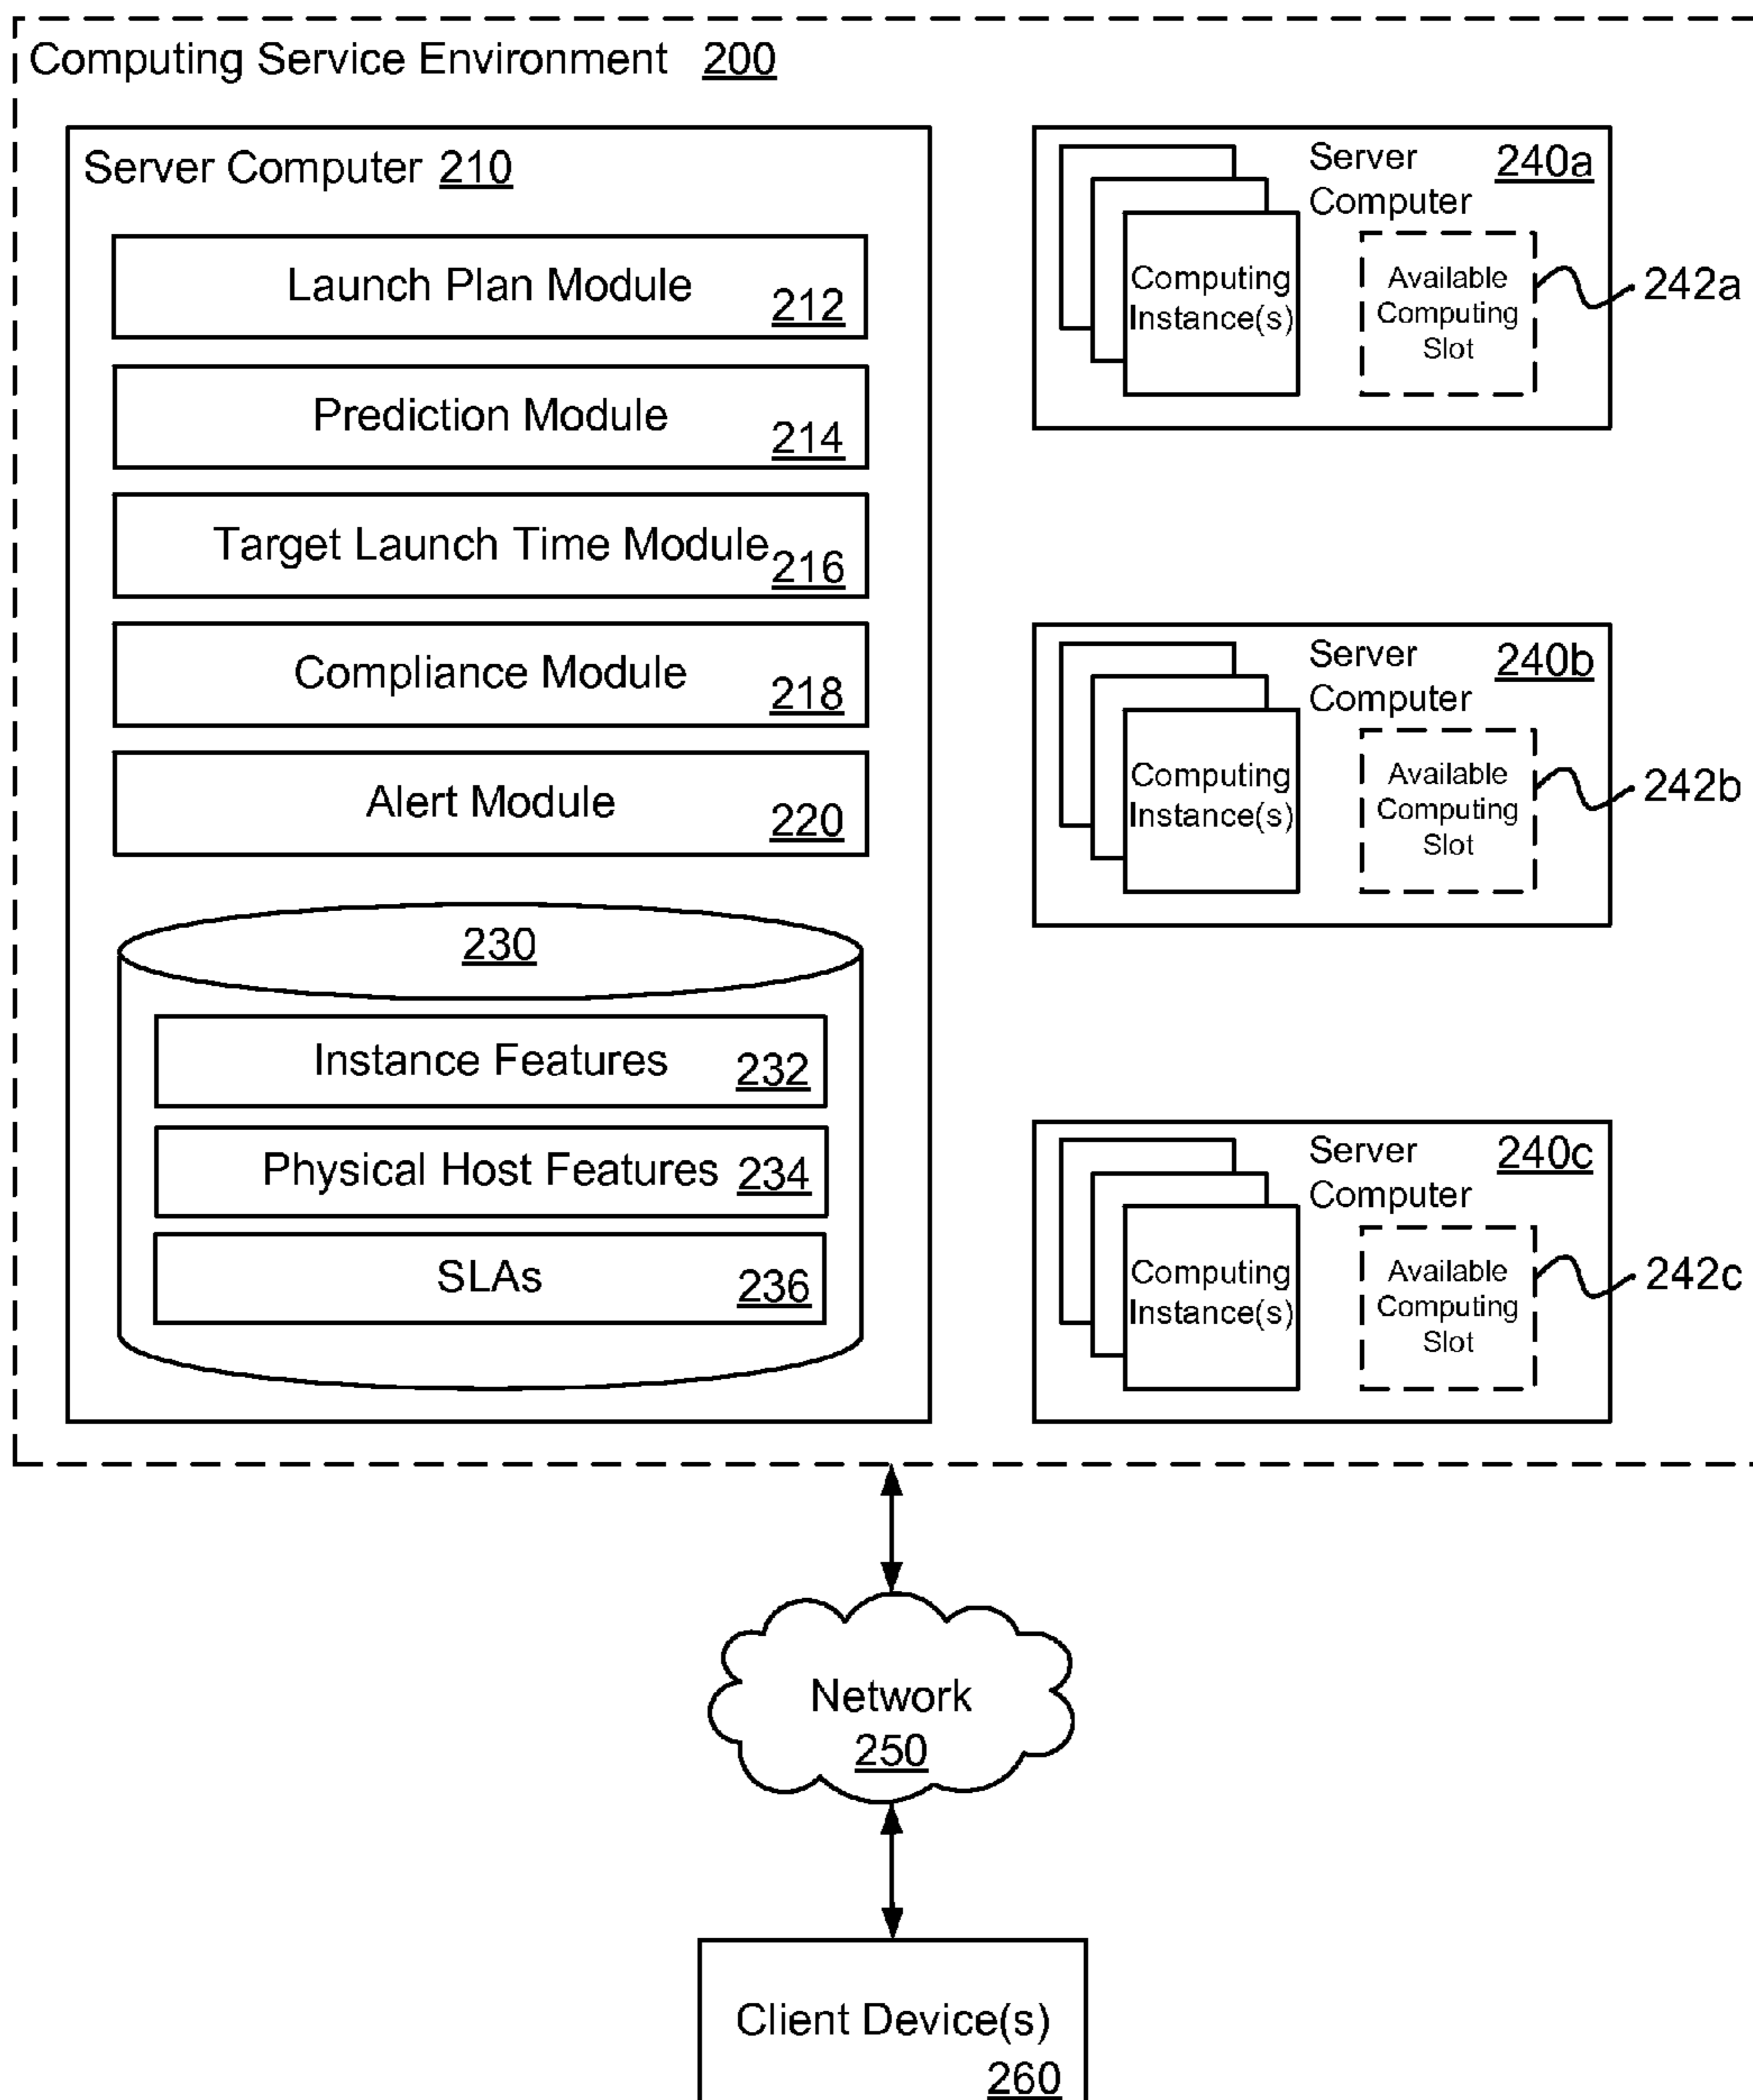 Computing Service Environment 200
Server Computer 210
Launch Plan Module
212
Prediction Module
214
Target Launch Time Module
216
Compliance Module
218
Alert Module
220
230
Instance Features
232
Physical Host Features
234
SLAs
236
Server
Computer
240a
Computing
Instance(s)
Available
Computing
Slot
242a
Server
Computer
240b
Computing
Instance(s)
Available
Computing
Slot
242b
Server
Computer
240c
Computing
Instance(s)
Available
Computing
Slot
242c
Network
250
Client Device(s)
260